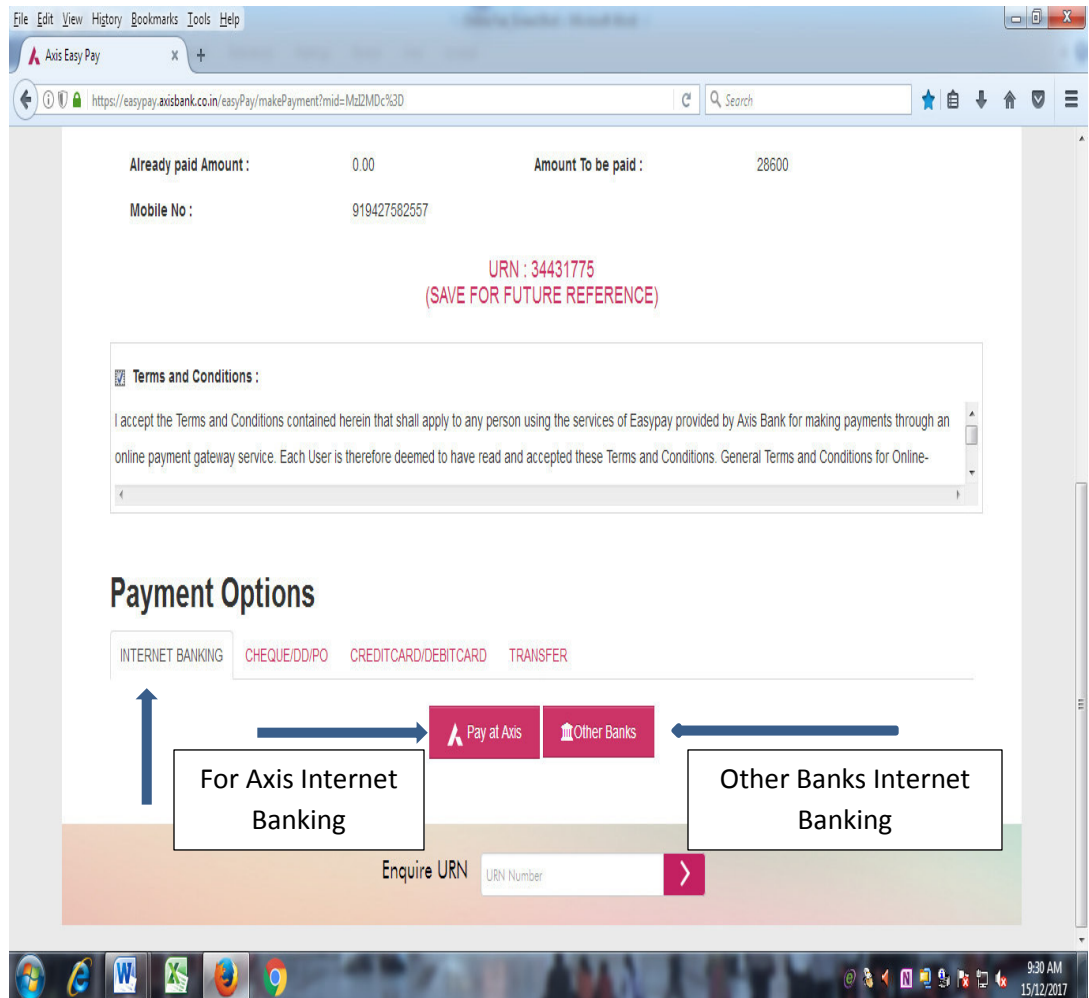 File Edit View History Bookmarks Tools Help
Axis Easy Pay x +
https://easypay.axisbank.co.in/easyPay/makePayment?mid=MzI2MDc%3D Search
Already paid Amount : 0.00 Amount To be paid : 28600
Mobile No : 919427582557
URN : 34431775
(SAVE FOR FUTURE REFERENCE)
Terms and Conditions :
I accept the Terms and Conditions contained herein that shall apply to any person using the services of Easypay provided by Axis Bank for making payments through an
online payment gateway service. Each User is therefore deemed to have read and accepted these Terms and Conditions. General Terms and Conditions for Online-
Payment Options
INTERNET BANKING CHEQUE/DD/PO CREDITCARD/DEBITCARD TRANSFER
Pay at Axis Other Banks
For Axis Internet
Banking
Other Banks Internet
Banking
Enquire URN URN Number
9:30 AM
15/12/2017